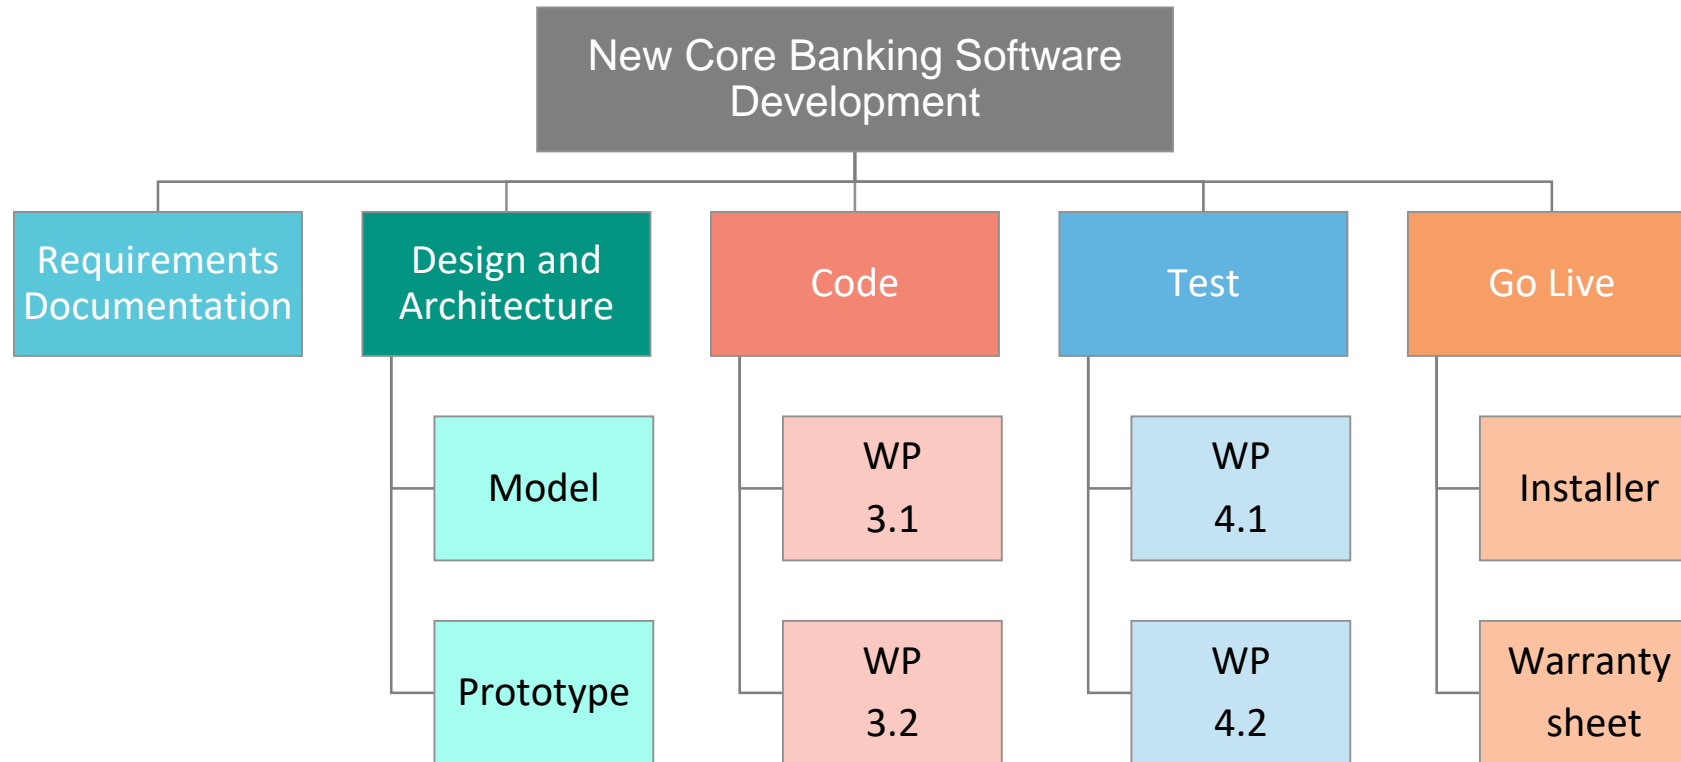 New Core Banking Software
Development
Requirements
Documentation
Design and
Architecture
Code
Test
Go Live
Model
WP
3.1
WP
4.1
Installer
Prototype
WP
3.2
WP
4.2
Warranty
sheet